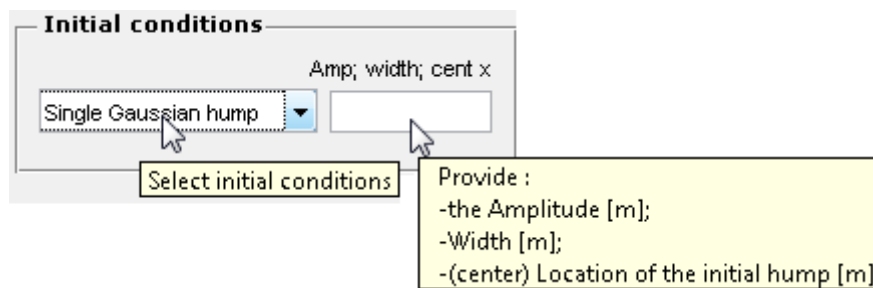 Initial conditions
Amp; width; cent x
Single Gaussian hump
Select initial conditions
Provide :
-the Amplitude [m];
-Width [m];
-(center) Location of the initial hump [m]